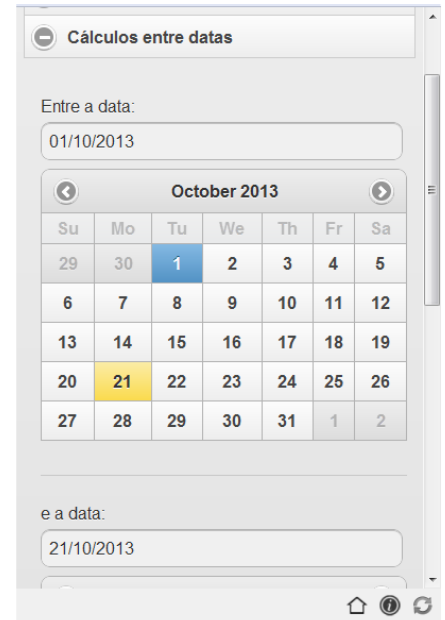 Cálculos entre datas
Entre a data:
01/10/2013
October 2013
Su Mo Tu We Th Fr Sa
29 30 1 2 3 4 5
6 7 8 9 10 11 12
13 14 15 16 17 18 19
20 21 22 23 24 25 26
27 28 29 30 31 1 2
e a data:
21/10/2013